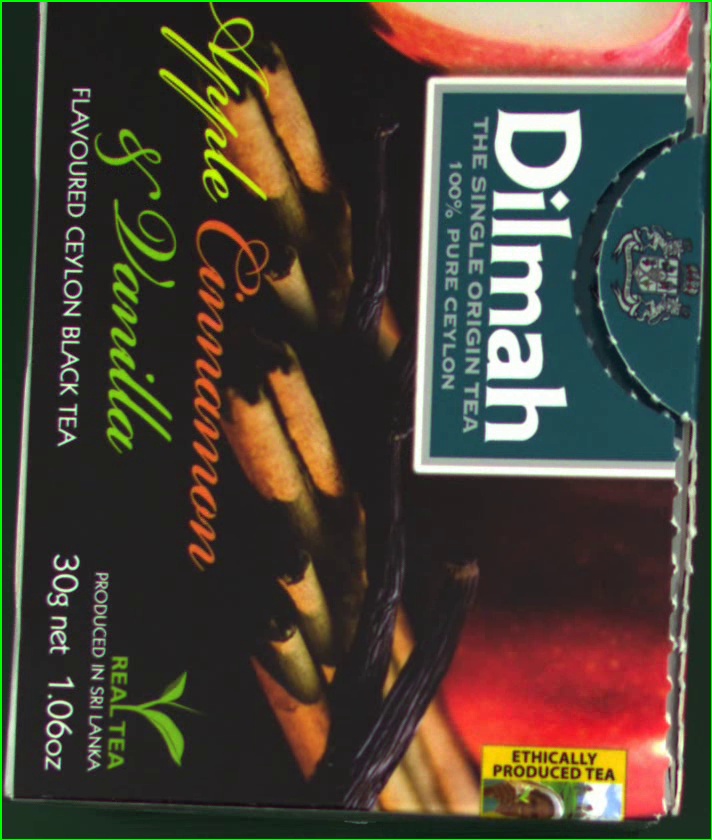 Dilmah
THE SINGLE ORIGIN TEA
100% PURE CEYLON
Apple Cinnamon
& Vanilla
FLAVOURED CEYLON BLACK TEA
ETHICALLY
PRODUCED TEA
REAL TEA
PRODUCED IN SRI LANKA
30g net 1.06oz